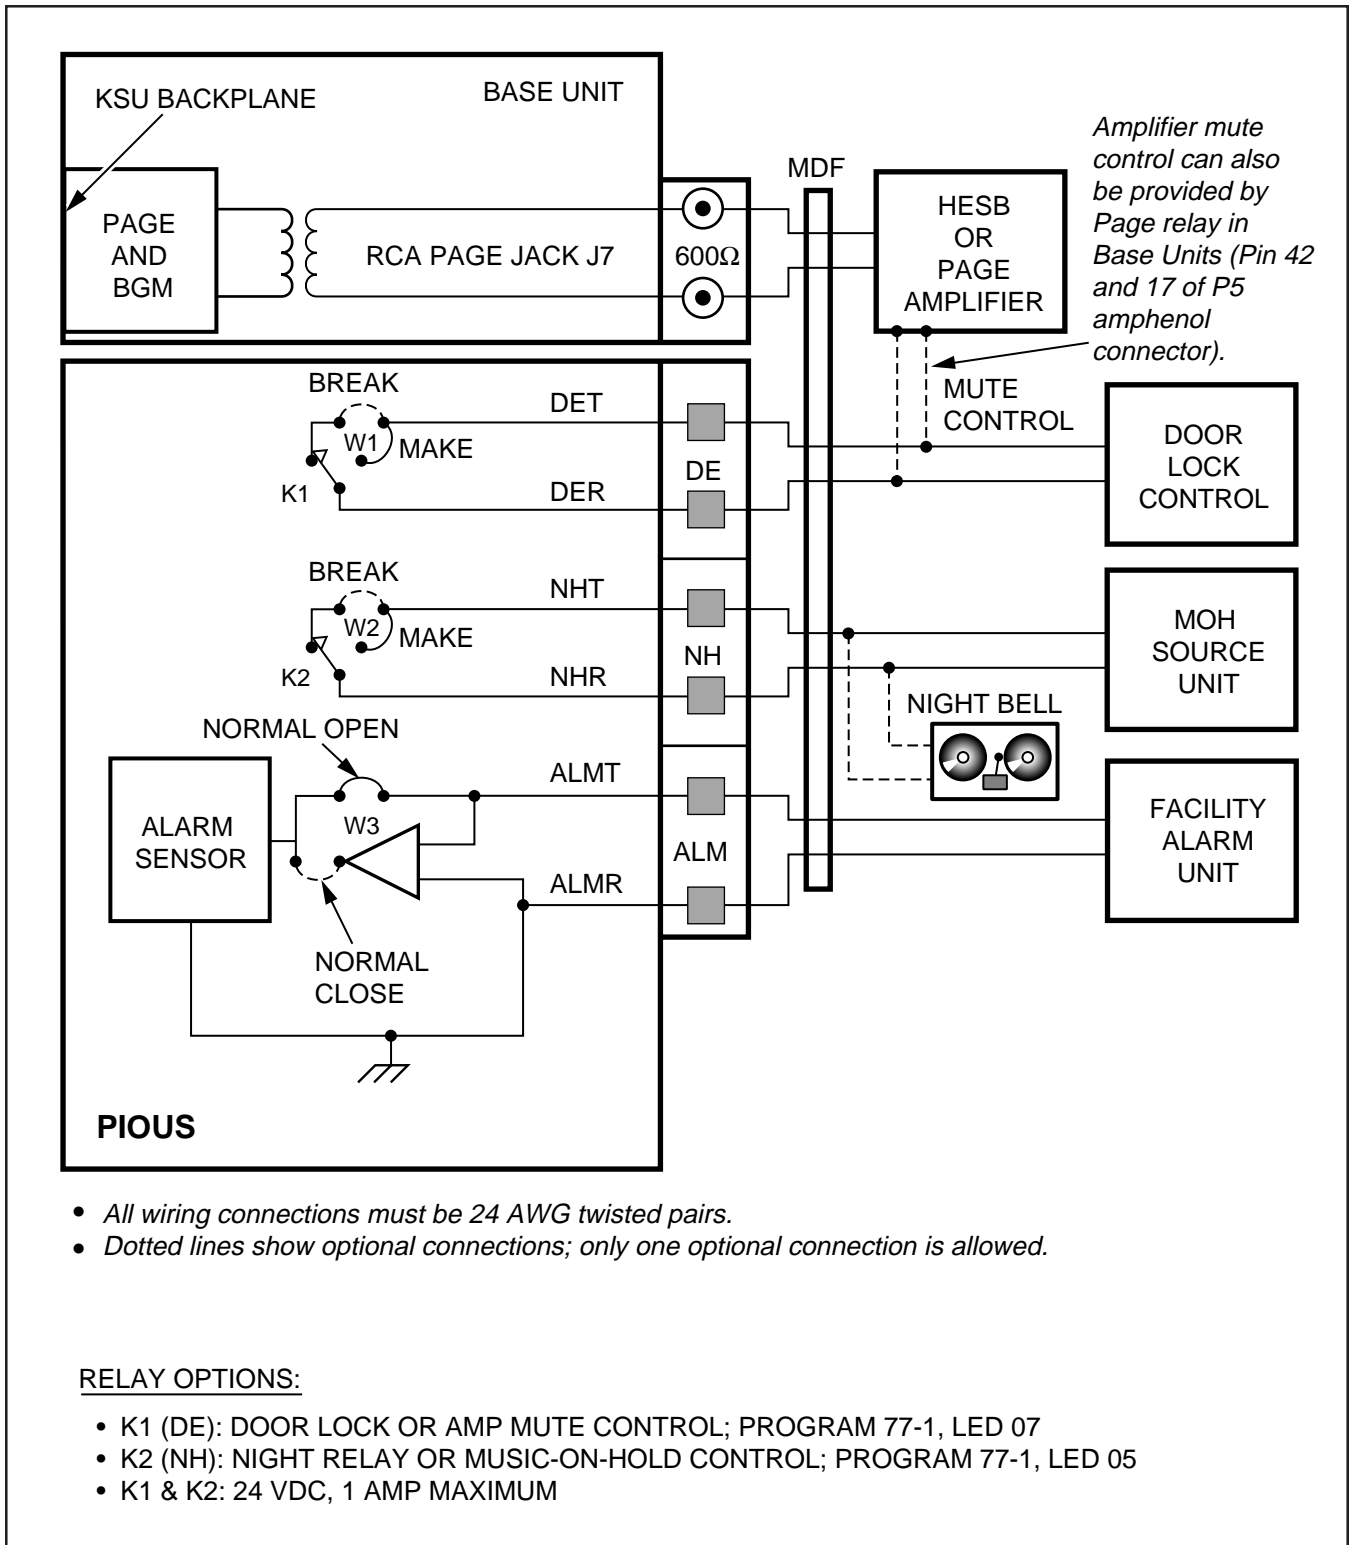 KSU BACKPLANE
BASE UNIT
PAGE
AND
BGM
RCA PAGE JACK J7
600Ω
MDF
HESB
OR
PAGE
AMPLIFIER
Amplifier mute
control can also
be provided by
Page relay in
Base Units (Pin 42
and 17 of P5
amphenol
connector).
MUTE
CONTROL
BREAK
W1
MAKE
K1
DET
DER
DE
DOOR
LOCK
CONTROL
BREAK
W2
MAKE
K2
NHT
NHR
NH
MOH
SOURCE
UNIT
NIGHT BELL
NORMAL OPEN
ALARM
SENSOR
W3
ALMT
ALMR
ALM
FACILITY
ALARM
UNIT
NORMAL
CLOSE
PIOUS
• All wiring connections must be 24 AWG twisted pairs.
• Dotted lines show optional connections; only one optional connection is allowed.
RELAY OPTIONS:
• K1 (DE): DOOR LOCK OR AMP MUTE CONTROL; PROGRAM 77-1, LED 07
• K2 (NH): NIGHT RELAY OR MUSIC-ON-HOLD CONTROL; PROGRAM 77-1, LED 05
• K1 & K2: 24 VDC, 1 AMP MAXIMUM